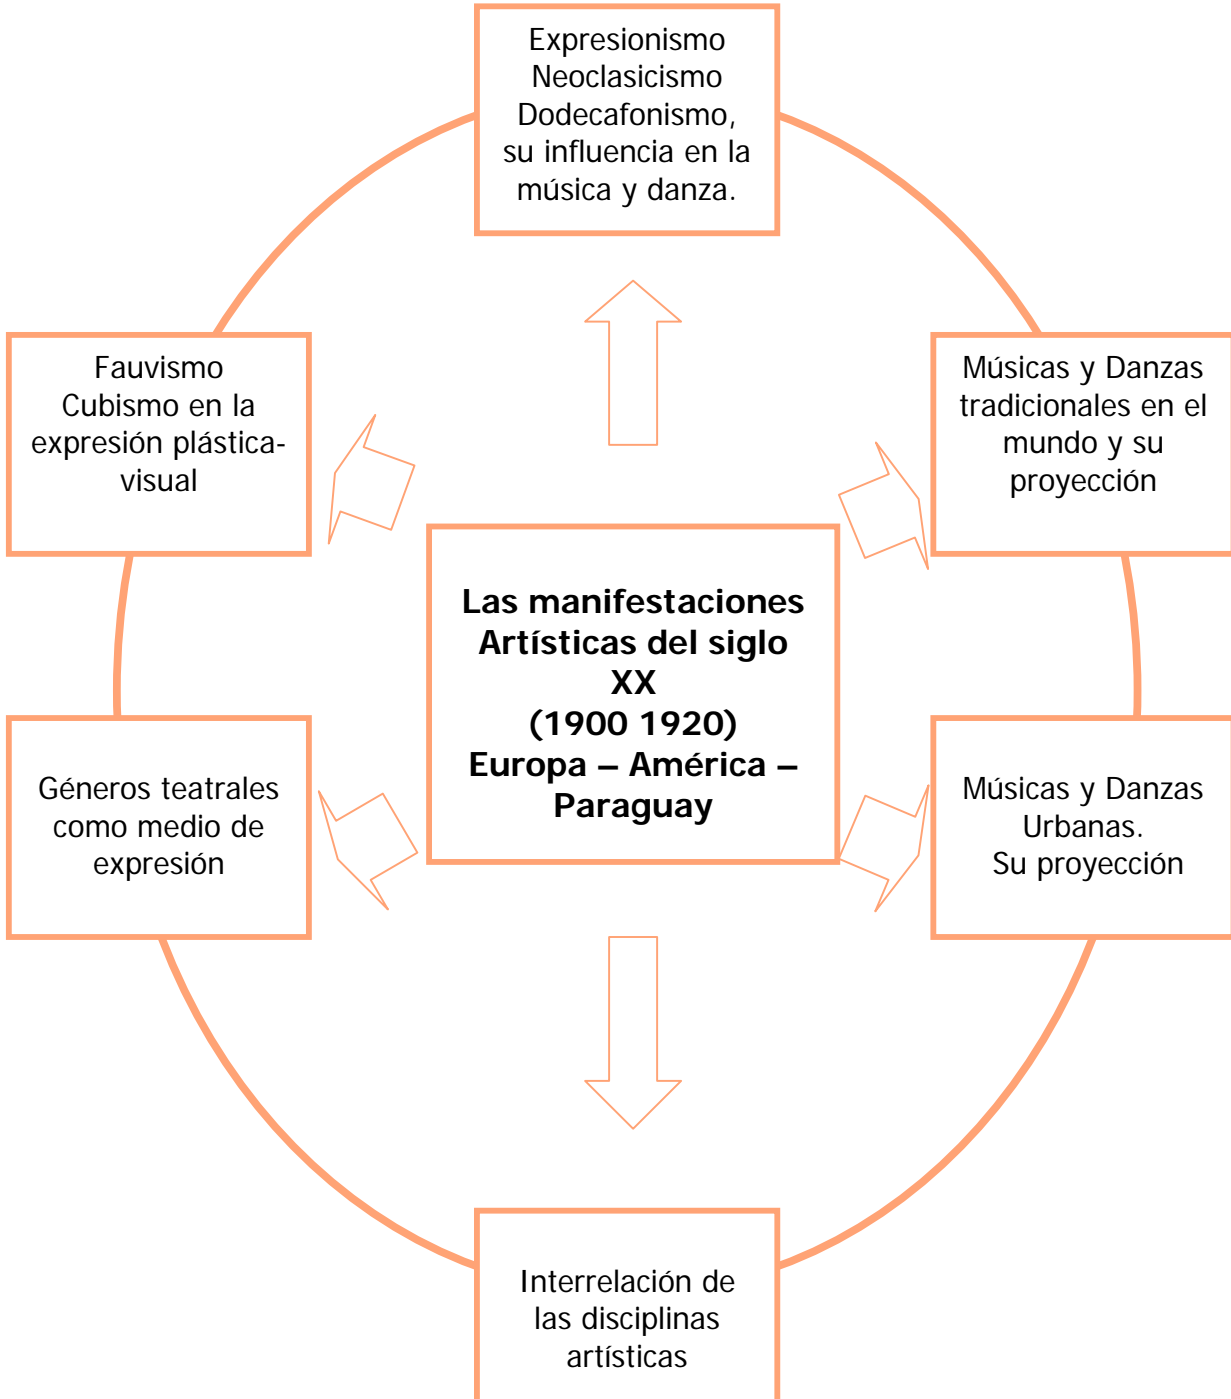 Expresionismo
Neoclasicismo
Dodecafonismo,
su influencia en la
música y danza.
Fauvismo
Cubismo en la
expresión plástica-
visual
Músicas y Danzas
tradicionales en el
mundo y su
proyección
Las manifestaciones
Artísticas del siglo
XX
(1900 1920)
Europa – América –
Paraguay
Géneros teatrales
como medio de
expresión
Músicas y Danzas
Urbanas.
Su proyección
Interrelación de
las disciplinas
artísticas